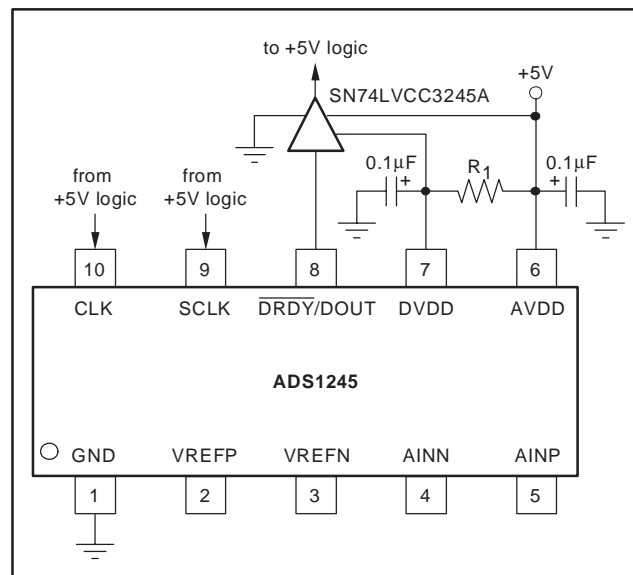 to +5V logic
SN74LVCC3245A
+5V
0.1μF
R1
0.1μF
+
+
from
+5V logic
from
+5V logic
10
9
8
7
6
CLK
SCLK
DRDY/DOUT
DVDD
AVDD
ADS1245
GND
VREFP
VREFN
AINN
AINP
1
2
3
4
5